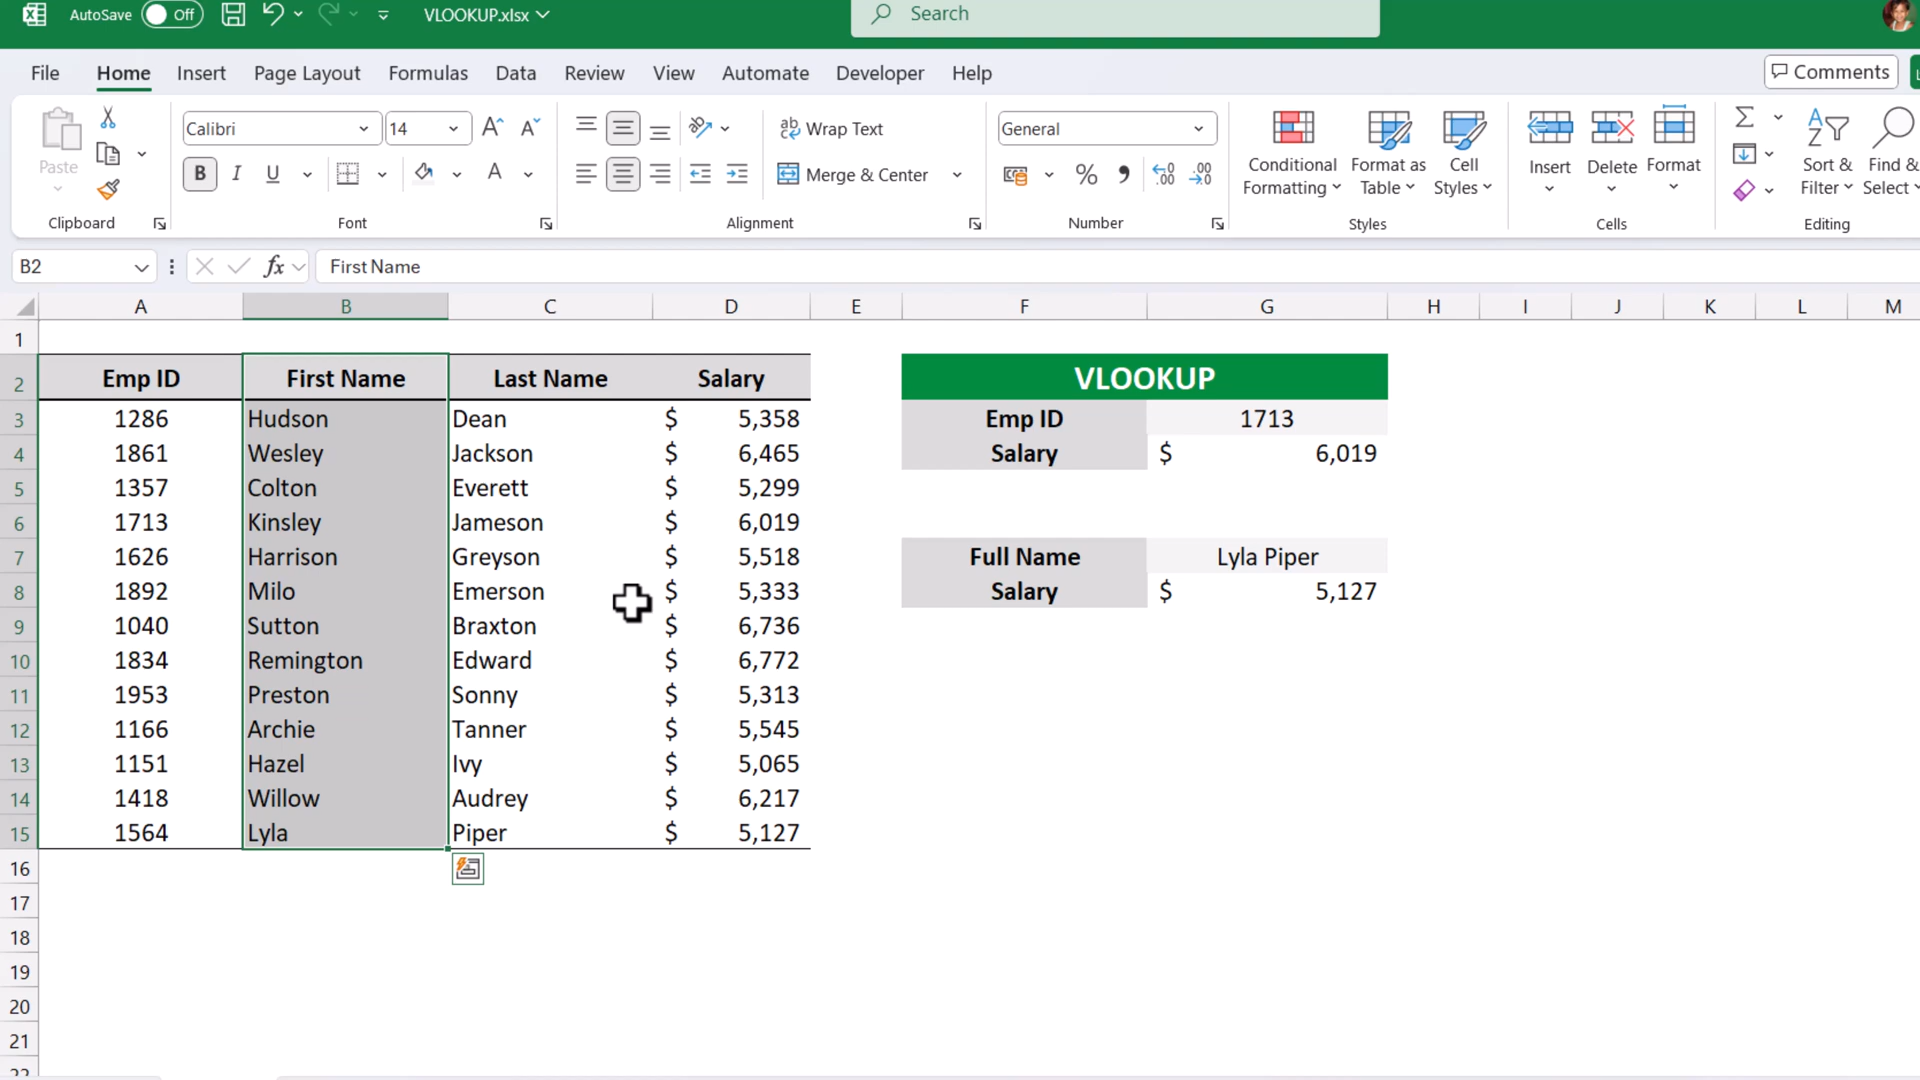 AutoSave Off VLOOKUP.xlsx Search
File Home Insert Page Layout Formulas Data Review View Automate Developer Help Comments
Paste
Clipboard
Calibri 14
B I U A
Font
ab Wrap Text
Merge & Center
Alignment
General
% 9 .00
Number
Conditional Formatting
Format as Table
Cell Styles
Styles
Insert Delete Format
Cells
Sort & Filter
Find & Select
Editing
B2 fx First Name
A B C D E F G H I J K L M
1
2 Emp ID First Name Last Name Salary VLOOKUP
3 1286 Hudson Dean $ 5,358 Emp ID 1713
4 1861 Wesley Jackson $ 6,465 Salary $ 6,019
5 1357 Colton Everett $ 5,299
6 1713 Kinsley Jameson $ 6,019
7 1626 Harrison Greyson $ 5,518 Full Name Lyla Piper
8 1892 Milo Emerson $ 5,333 Salary $ 5,127
9 1040 Sutton Braxton $ 6,736
10 1834 Remington Edward $ 6,772
11 1953 Preston Sonny $ 5,313
12 1166 Archie Tanner $ 5,545
13 1151 Hazel Ivy $ 5,065
14 1418 Willow Audrey $ 6,217
15 1564 Lyla Piper $ 5,127
16
17
18
19
20
21
22